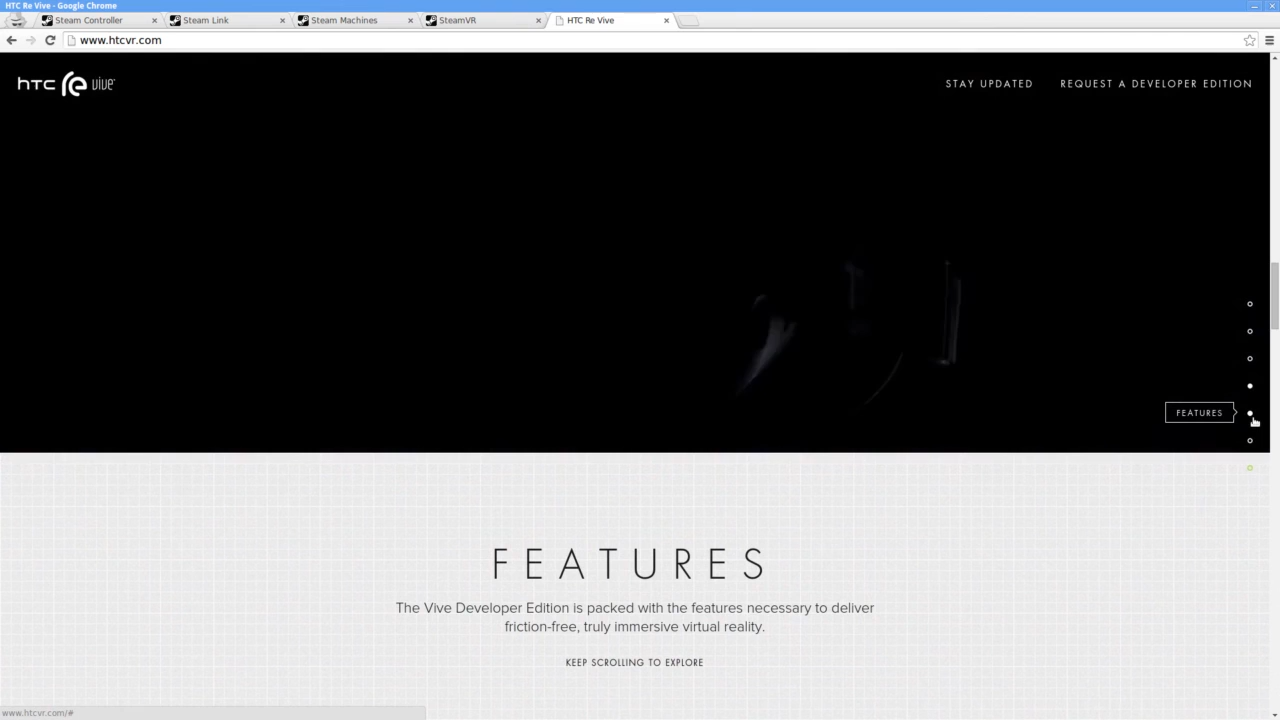 HTC Re Vive - Google Chrome
Steam Controller
Steam Link
Steam Machines
SteamVR
HTC Re Vive
www.htcvr.com
htc re vive
STAY UPDATED
REQUEST A DEVELOPER EDITION
FEATURES
FEATURES
The Vive Developer Edition is packed with the features necessary to deliver
friction-free, truly immersive virtual reality.
KEEP SCROLLING TO EXPLORE
www.htcvr.com/#